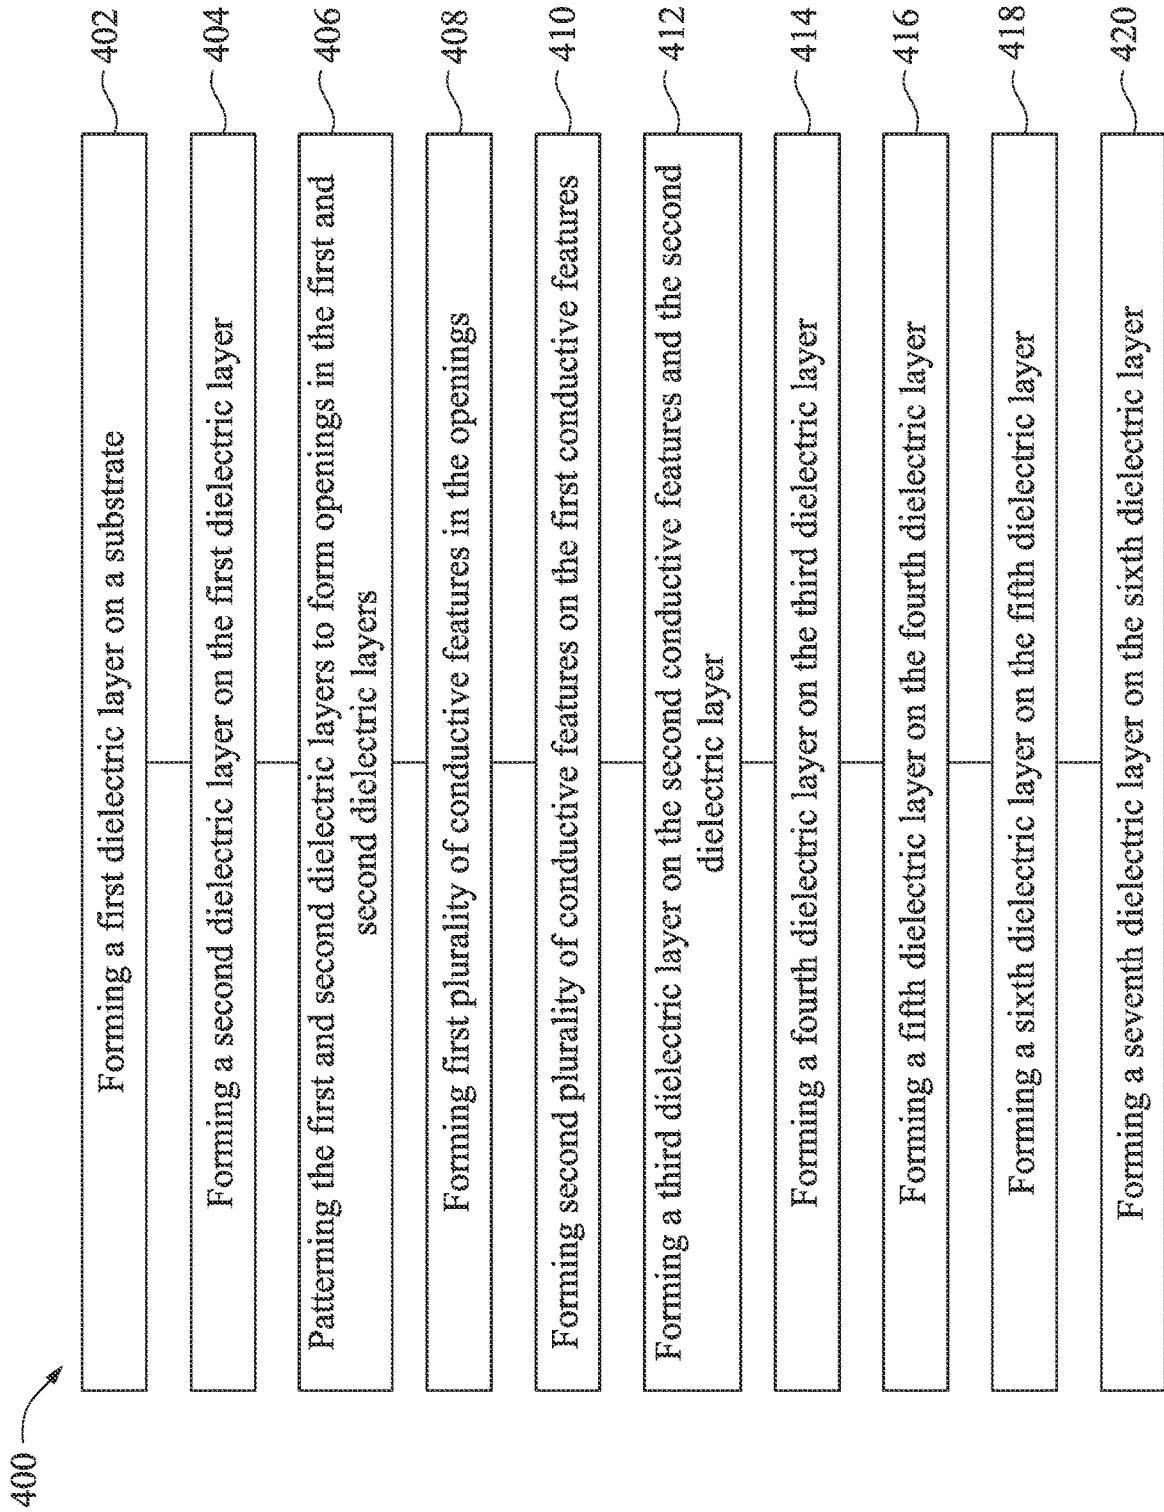 400
Forming a first dielectric layer on a substrate
402
Forming a second dielectric layer on the first dielectric layer
404
Patterning the first and second dielectric layers to form openings in the first and
second dielectric layers
406
Forming first plurality of conductive features in the openings
408
Forming second plurality of conductive features on the first conductive features
410
Forming a third dielectric layer on the second conductive features and the second
dielectric layer
412
Forming a fourth dielectric layer on the third dielectric layer
414
Forming a fifth dielectric layer on the fourth dielectric layer
416
Forming a sixth dielectric layer on the fifth dielectric layer
418
Forming a seventh dielectric layer on the sixth dielectric layer
420